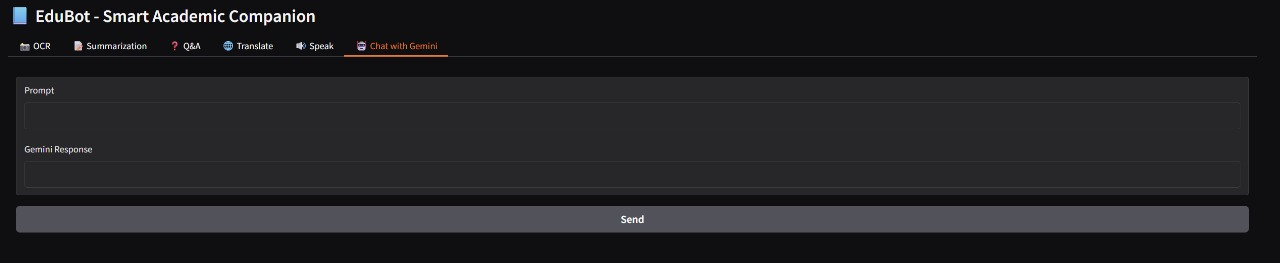 EduBot - Smart Academic Companion
OCR Summarization Q&A Translate Speak Chat with Gemini
Prompt
Gemini Response
Send